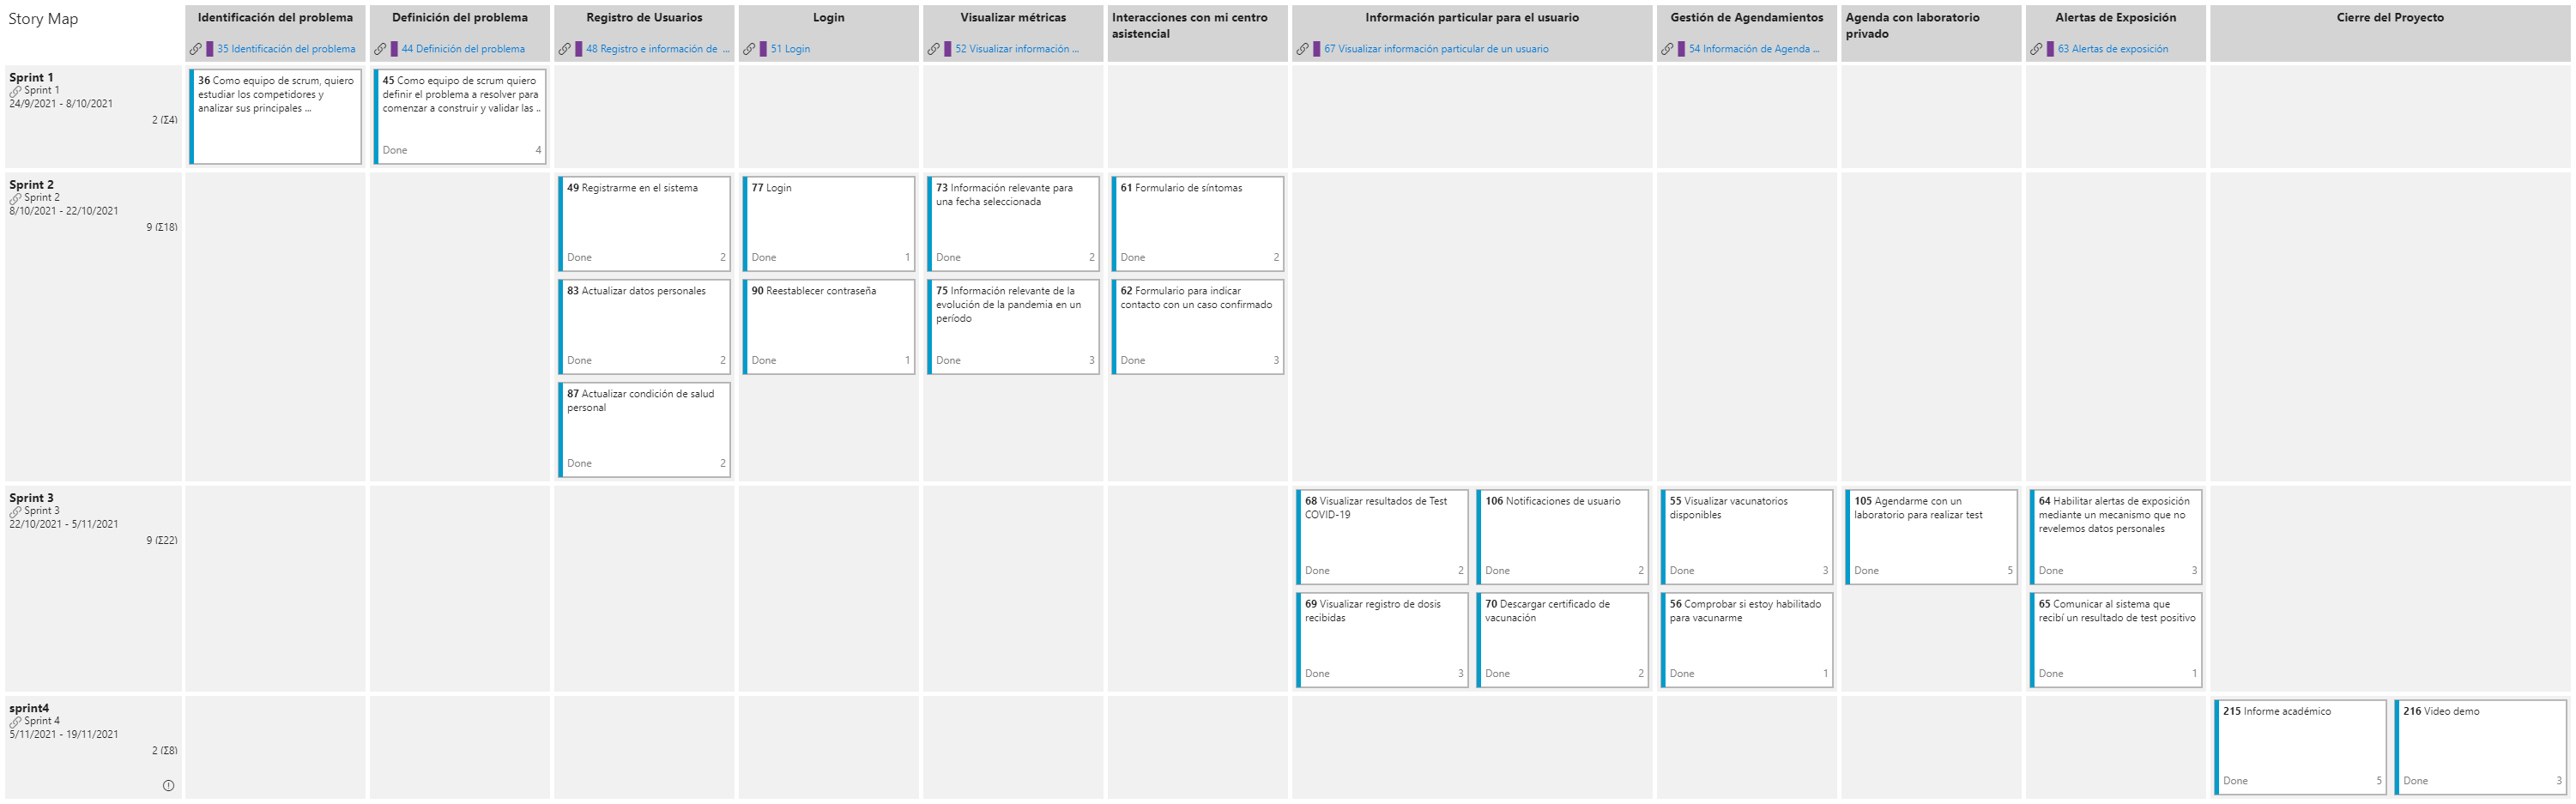 Story Map
Identificación del problema
35 Identificación del problema
Definición del problema
44 Definición del problema
Registro de Usuarios
48 Registro e información de ...
Login
51 Login
Visualizar métricas
52 Visualizar información ...
Interacciones con mi centro
asistencial
Información particular para el usuario
67 Visualizar información particular de un usuario
Gestión de Agendamientos
54 Información de Agenda ...
Agenda con laboratorio
privado
Alertas de Exposición
63 Alertas de exposición
Cierre del Proyecto
Sprint 1
Sprint 1
24/9/2021 - 8/10/2021
2 (Σ4)
36 Como equipo de scrum, quiero
estudiar los competidores y
analizar sus principales ...
45 Como equipo de scrum quiero
definir el problema a resolver para
comenzar a construir y validar las ..
Done 4
Sprint 2
Sprint 2
8/10/2021 - 22/10/2021
9 (Σ18)
49 Registrarme en el sistema
Done 2
77 Login
Done 1
73 Información relevante para
una fecha seleccionada
Done 2
61 Formulario de síntomas
Done 2
83 Actualizar datos personales
Done 2
90 Reestablecer contraseña
Done 1
75 Información relevante de la
evolución de la pandemia en un
período
Done 3
62 Formulario para indicar
contacto con un caso confirmado
Done 3
87 Actualizar condición de salud
personal
Done 2
Sprint 3
Sprint 3
22/10/2021 - 5/11/2021
9 (Σ22)
68 Visualizar resultados de Test
COVID-19
Done 2
106 Notificaciones de usuario
Done 2
55 Visualizar vacunatorios
disponibles
Done 3
105 Agendarme con un
laboratorio para realizar test
Done 5
64 Habilitar alertas de exposición
mediante un mecanismo que no
revelemos datos personales
Done 3
69 Visualizar registro de dosis
recibidas
Done 3
70 Descargar certificado de
vacunación
Done 2
56 Comprobar si estoy habilitado
para vacunarme
Done 1
65 Comunicar al sistema que
recibí un resultado de test positivo
Done 1
sprint4
Sprint 4
5/11/2021 - 19/11/2021
2 (Σ8)
215 Informe académico
Done 5
216 Video demo
Done 3